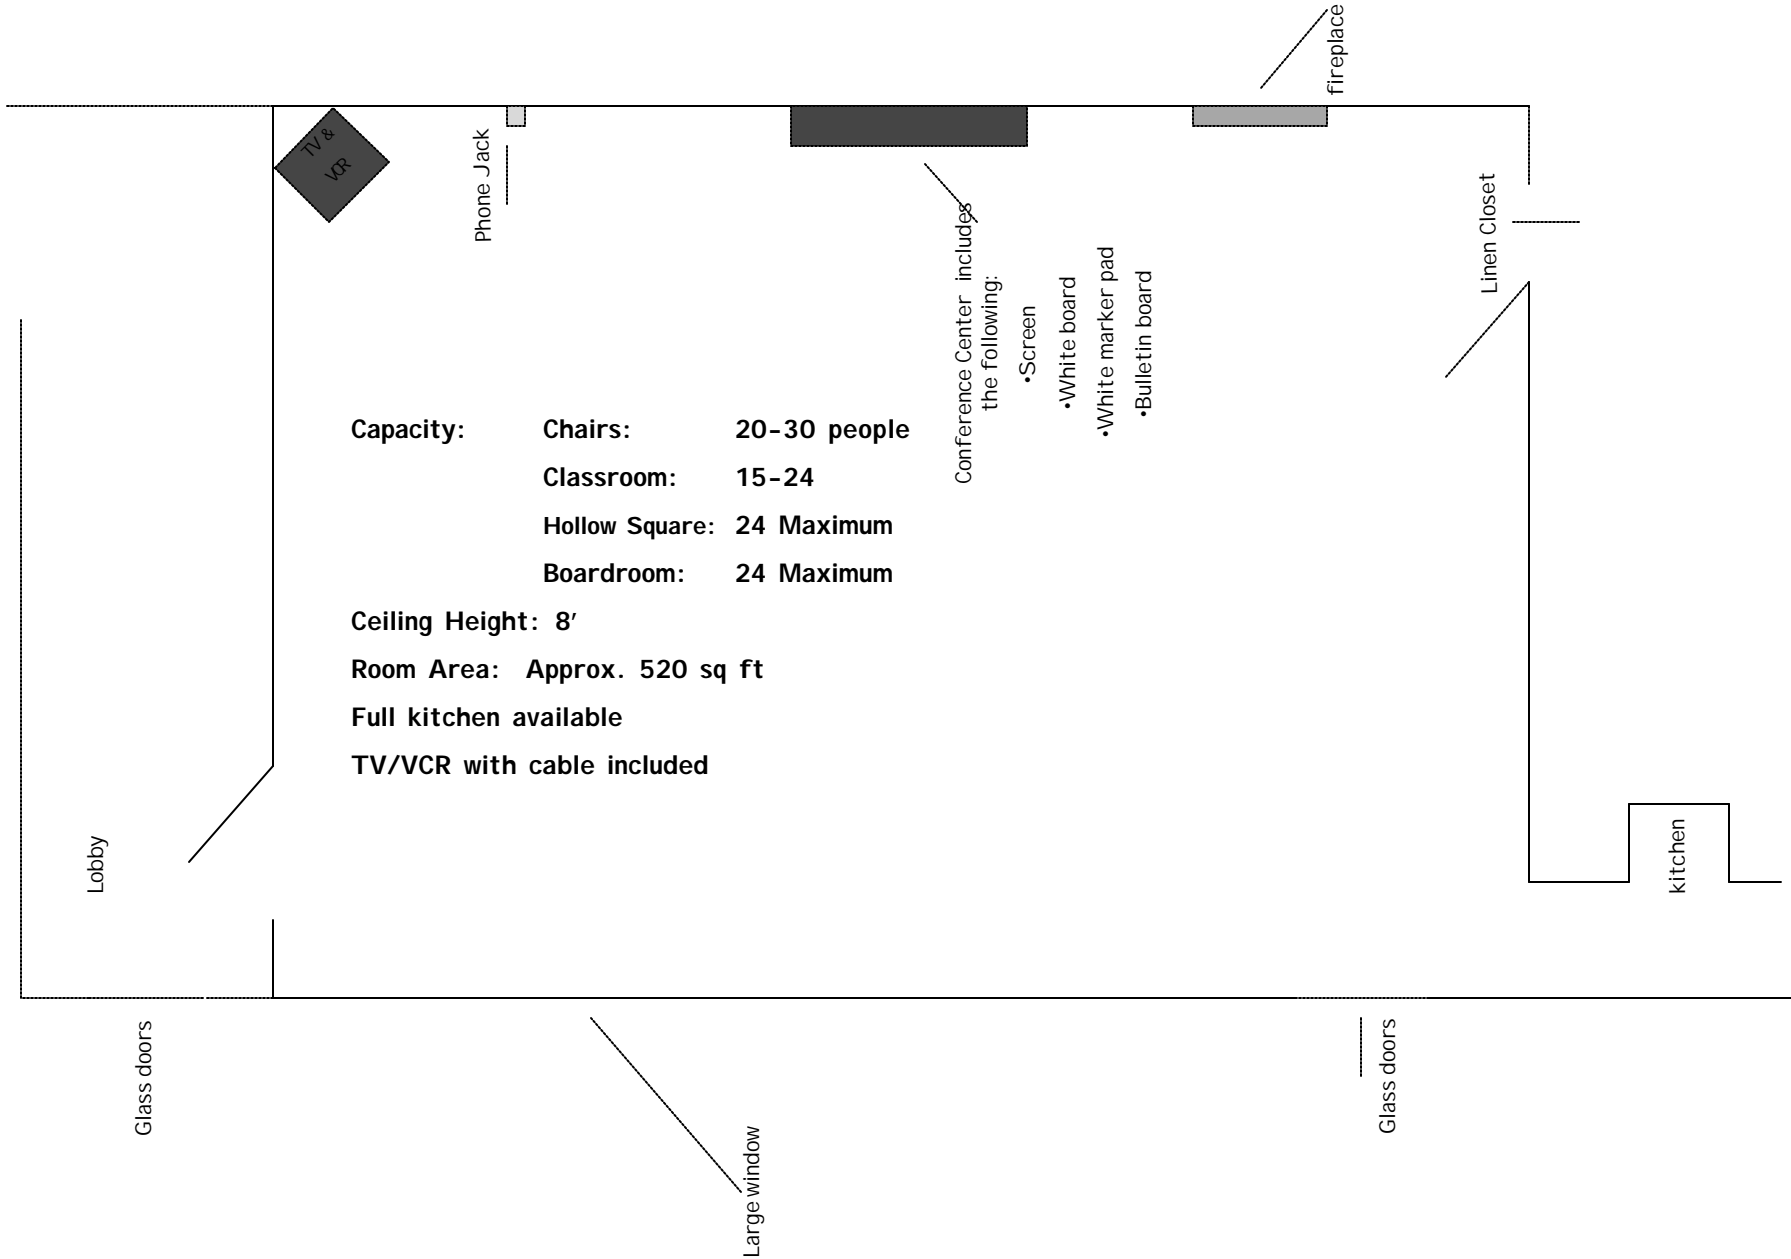 fireplace
TV &
VCR
Phone Jack
Linen Closet
Conference Center includes
the following:
•Screen
•White board
•White marker pad
•Bulletin board
Capacity: Chairs: 20-30 people
Classroom: 15-24
Hollow Square: 24 Maximum
Boardroom: 24 Maximum
Ceiling Height: 8'
Room Area: Approx. 520 sq ft
Full kitchen available
TV/VCR with cable included
Lobby
kitchen
Glass doors
Large window
Glass doors